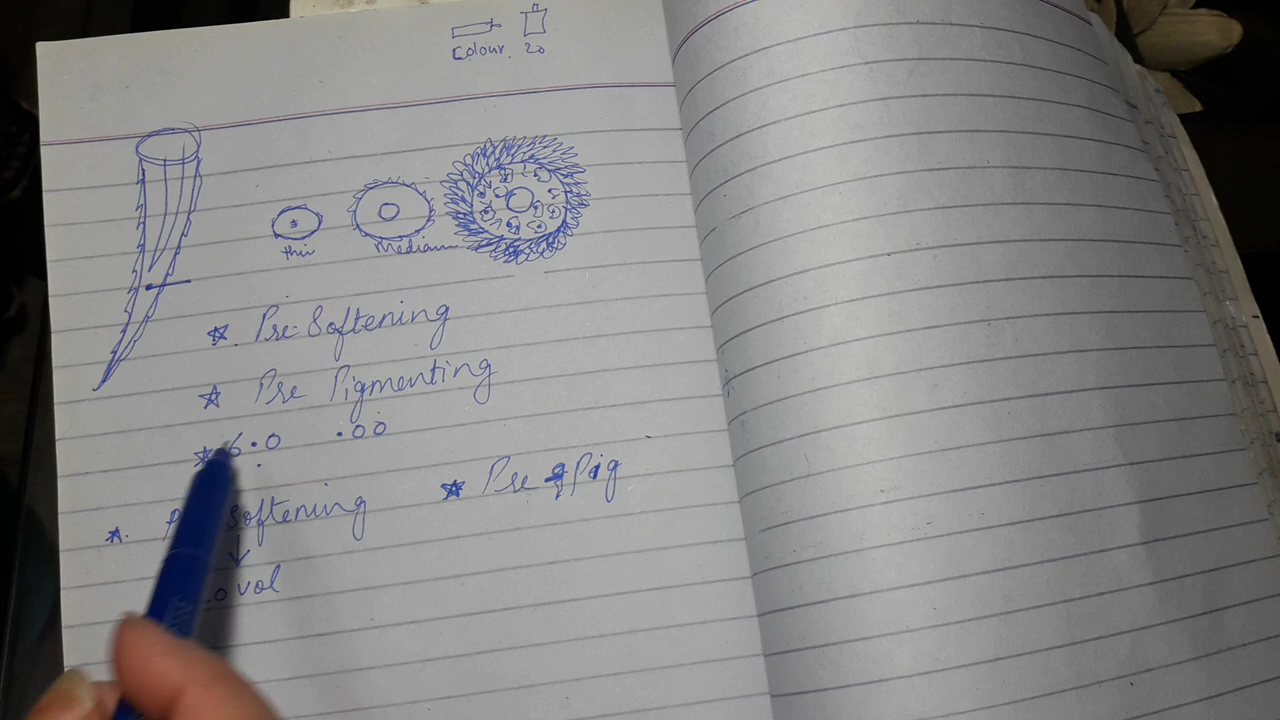 Colour. 20
thin
Medium
Pre-Softening
Pre Pigmenting
6.0 .00
Softening
Pre Pig
vol